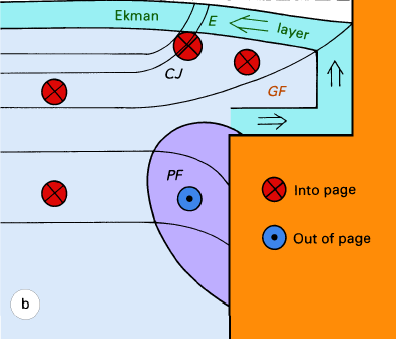 Ekman E layer
CJ
GF
PF
Into page
Out of page
b